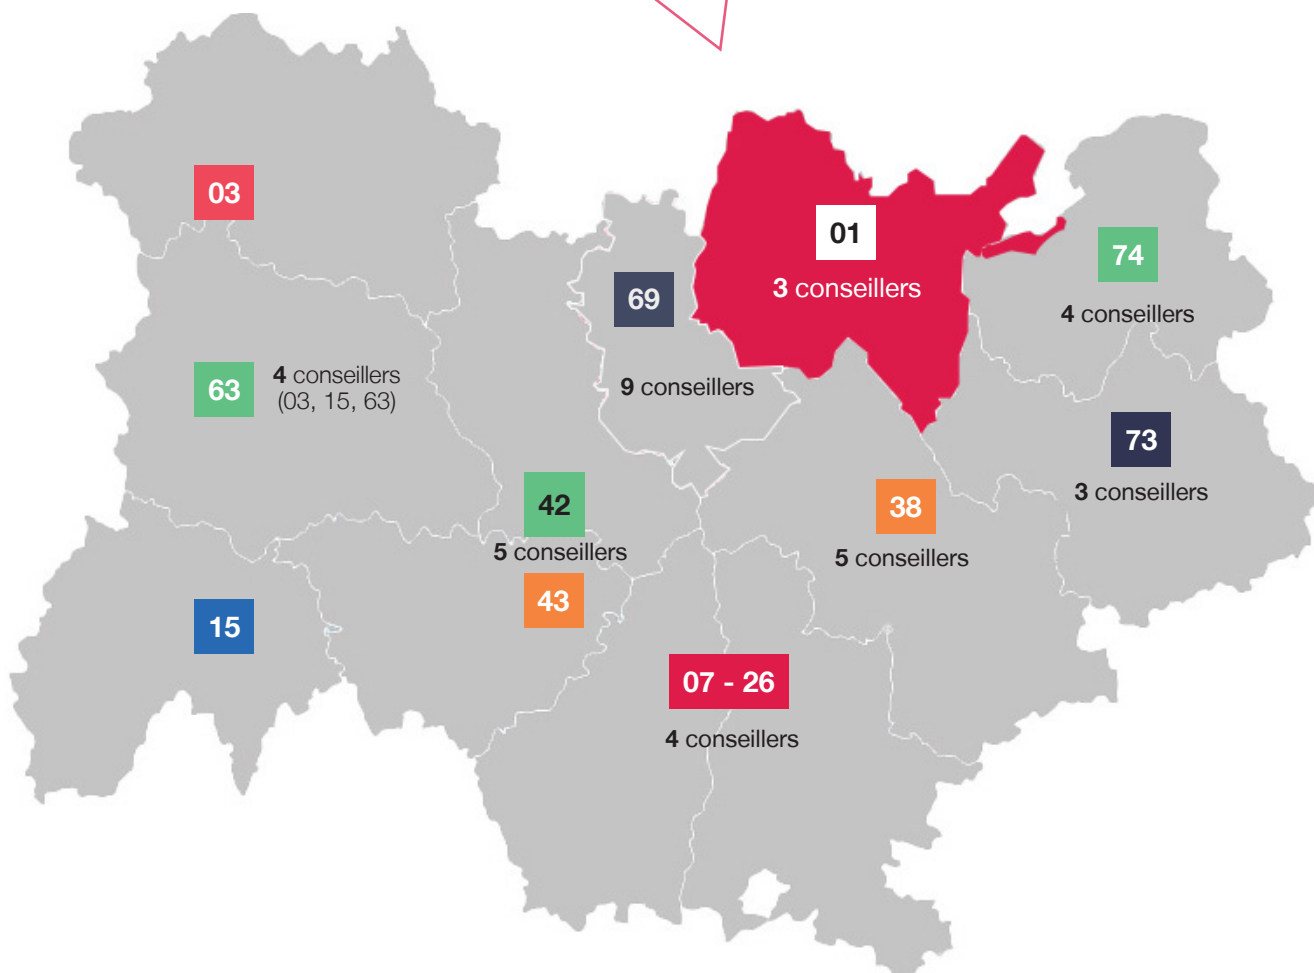 03
01
3 conseillers
74
4 conseillers
69
9 conseillers
63
4 conseillers
(03, 15, 63)
73
3 conseillers
42
5 conseillers
43
38
5 conseillers
15
07 - 26
4 conseillers